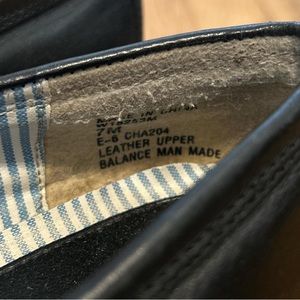 MADE IN CHINA
7M
E-6 CHA204
LEATHER UPPER
BALANCE MAN MADE